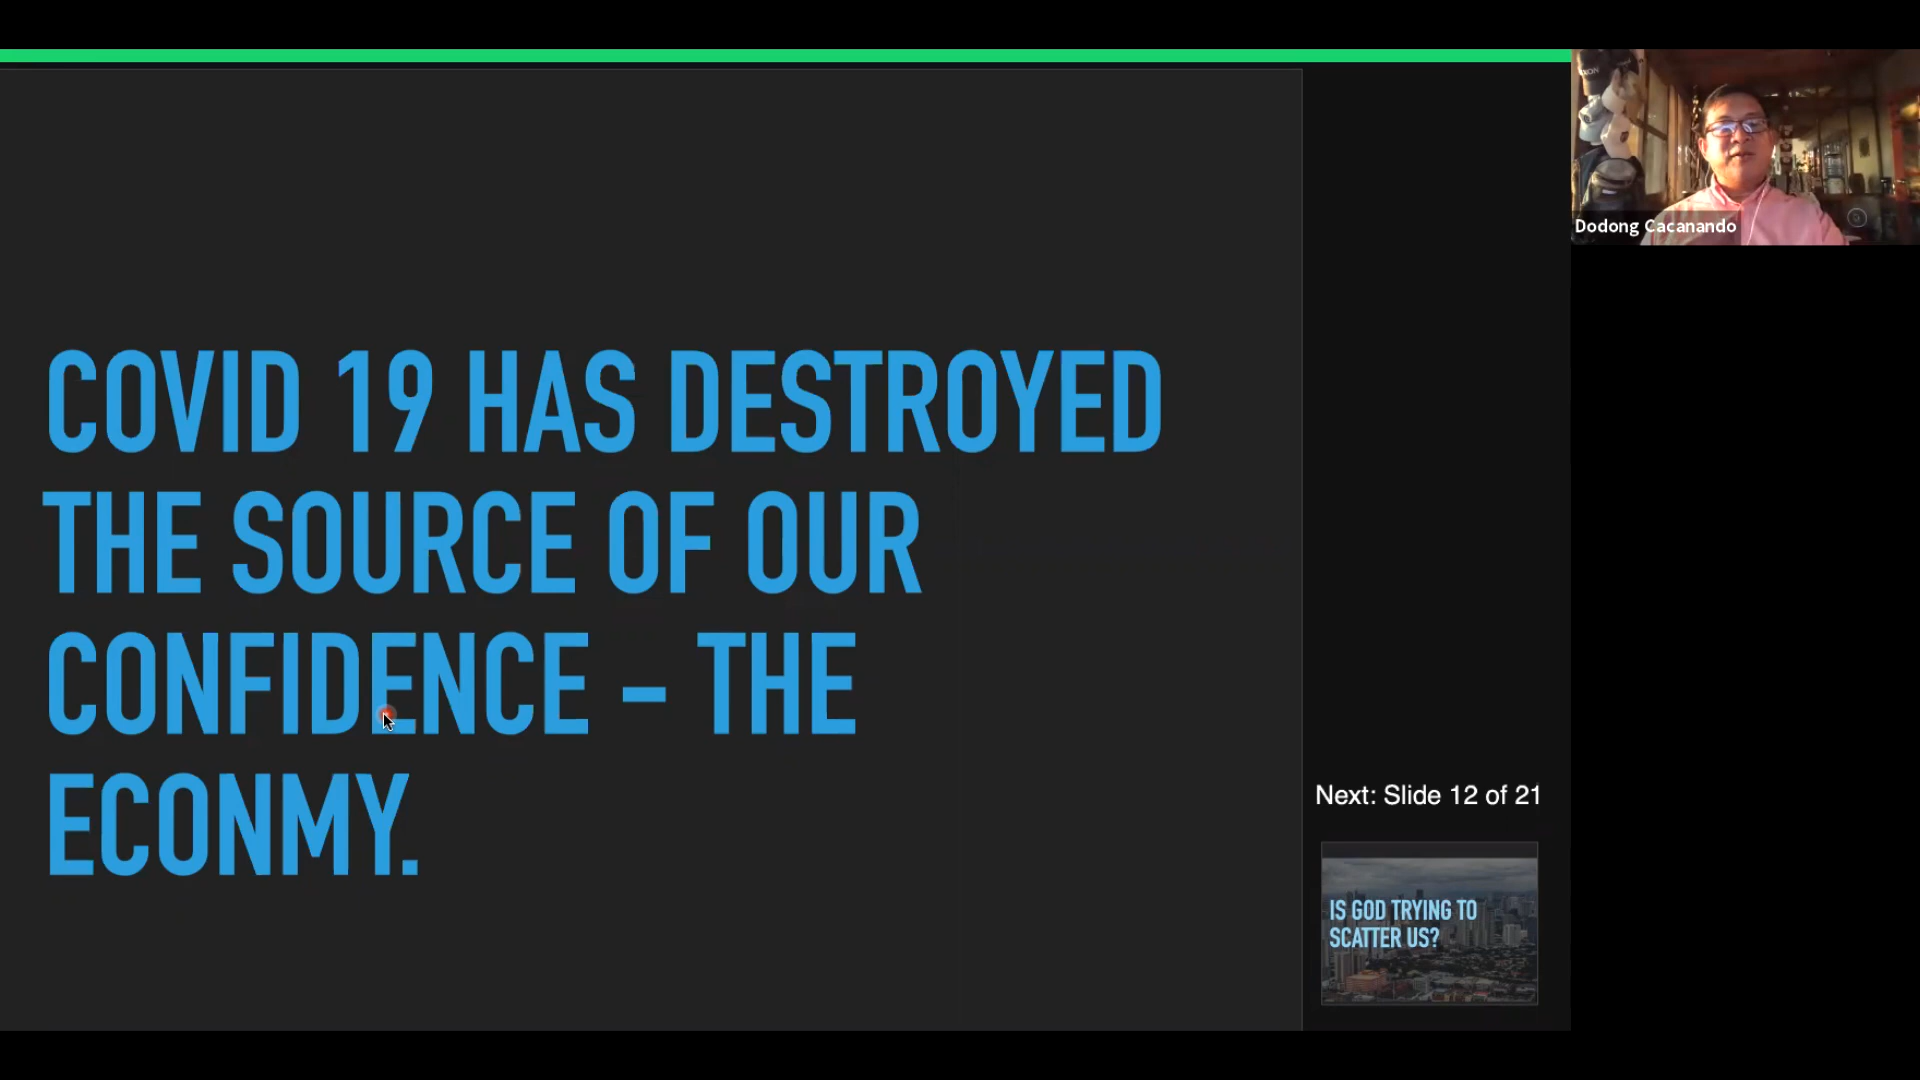 COVID 19 HAS DESTROYED
THE SOURCE OF OUR
CONFIDENCE - THE
ECONMY.
Dodong Cacanando
Next: Slide 12 of 21
IS GOD TRYING TO
SCATTER US?